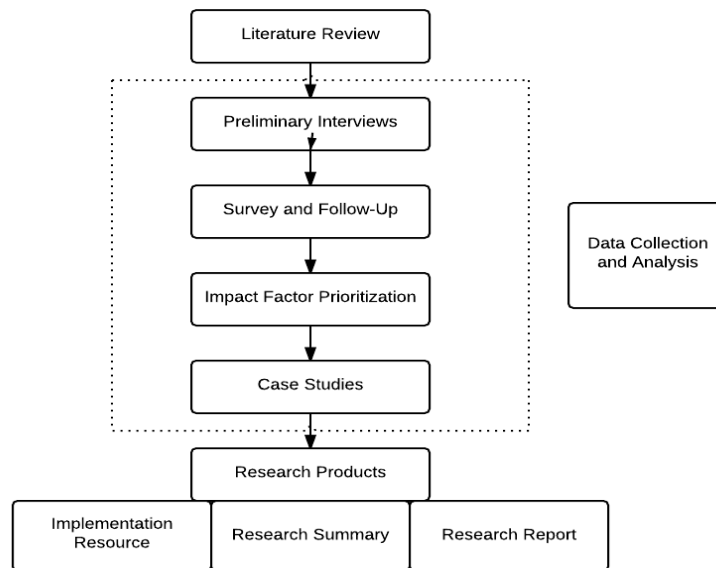 Literature Review
Preliminary Interviews
Survey and Follow-Up
Data Collection
and Analysis
Impact Factor Prioritization
Case Studies
Research Products
Implementation
Resource
Research Summary
Research Report